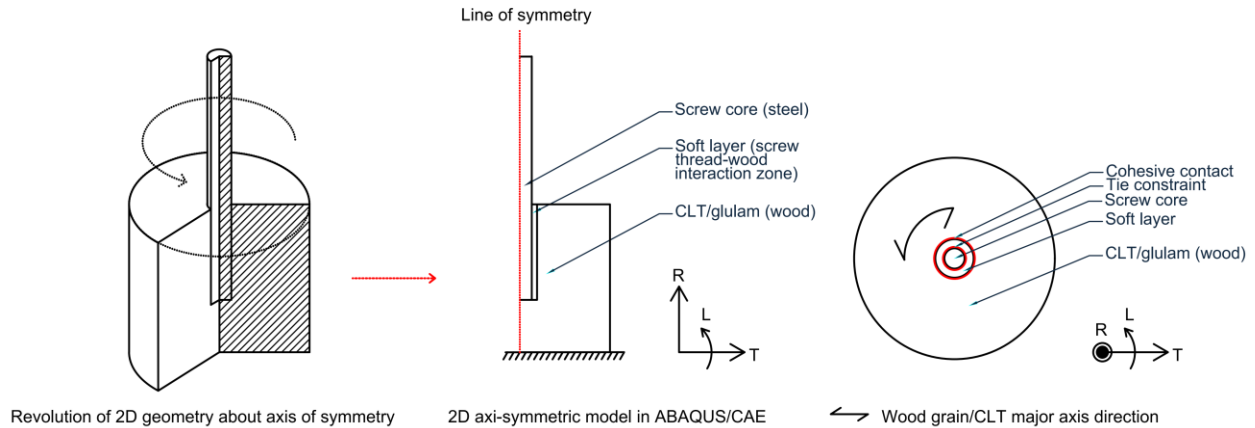 Line of symmetry
Screw core (steel)
Soft layer (screw
thread-wood
interaction zone)
CLT/glulam (wood)
R
L
T
Cohesive contact
Tie constraint
Screw core
Soft layer
CLT/glulam (wood)
R
L
T
Revolution of 2D geometry about axis of symmetry
2D axi-symmetric model in ABAQUS/CAE
Wood grain/CLT major axis direction